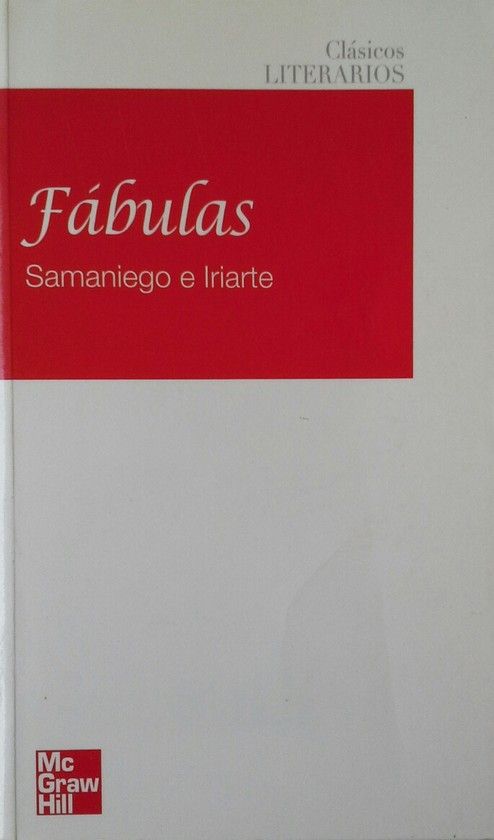 Clásicos
LITERARIOS
Fábulas
Samaniego e Iriarte
Mc
Graw
Hill